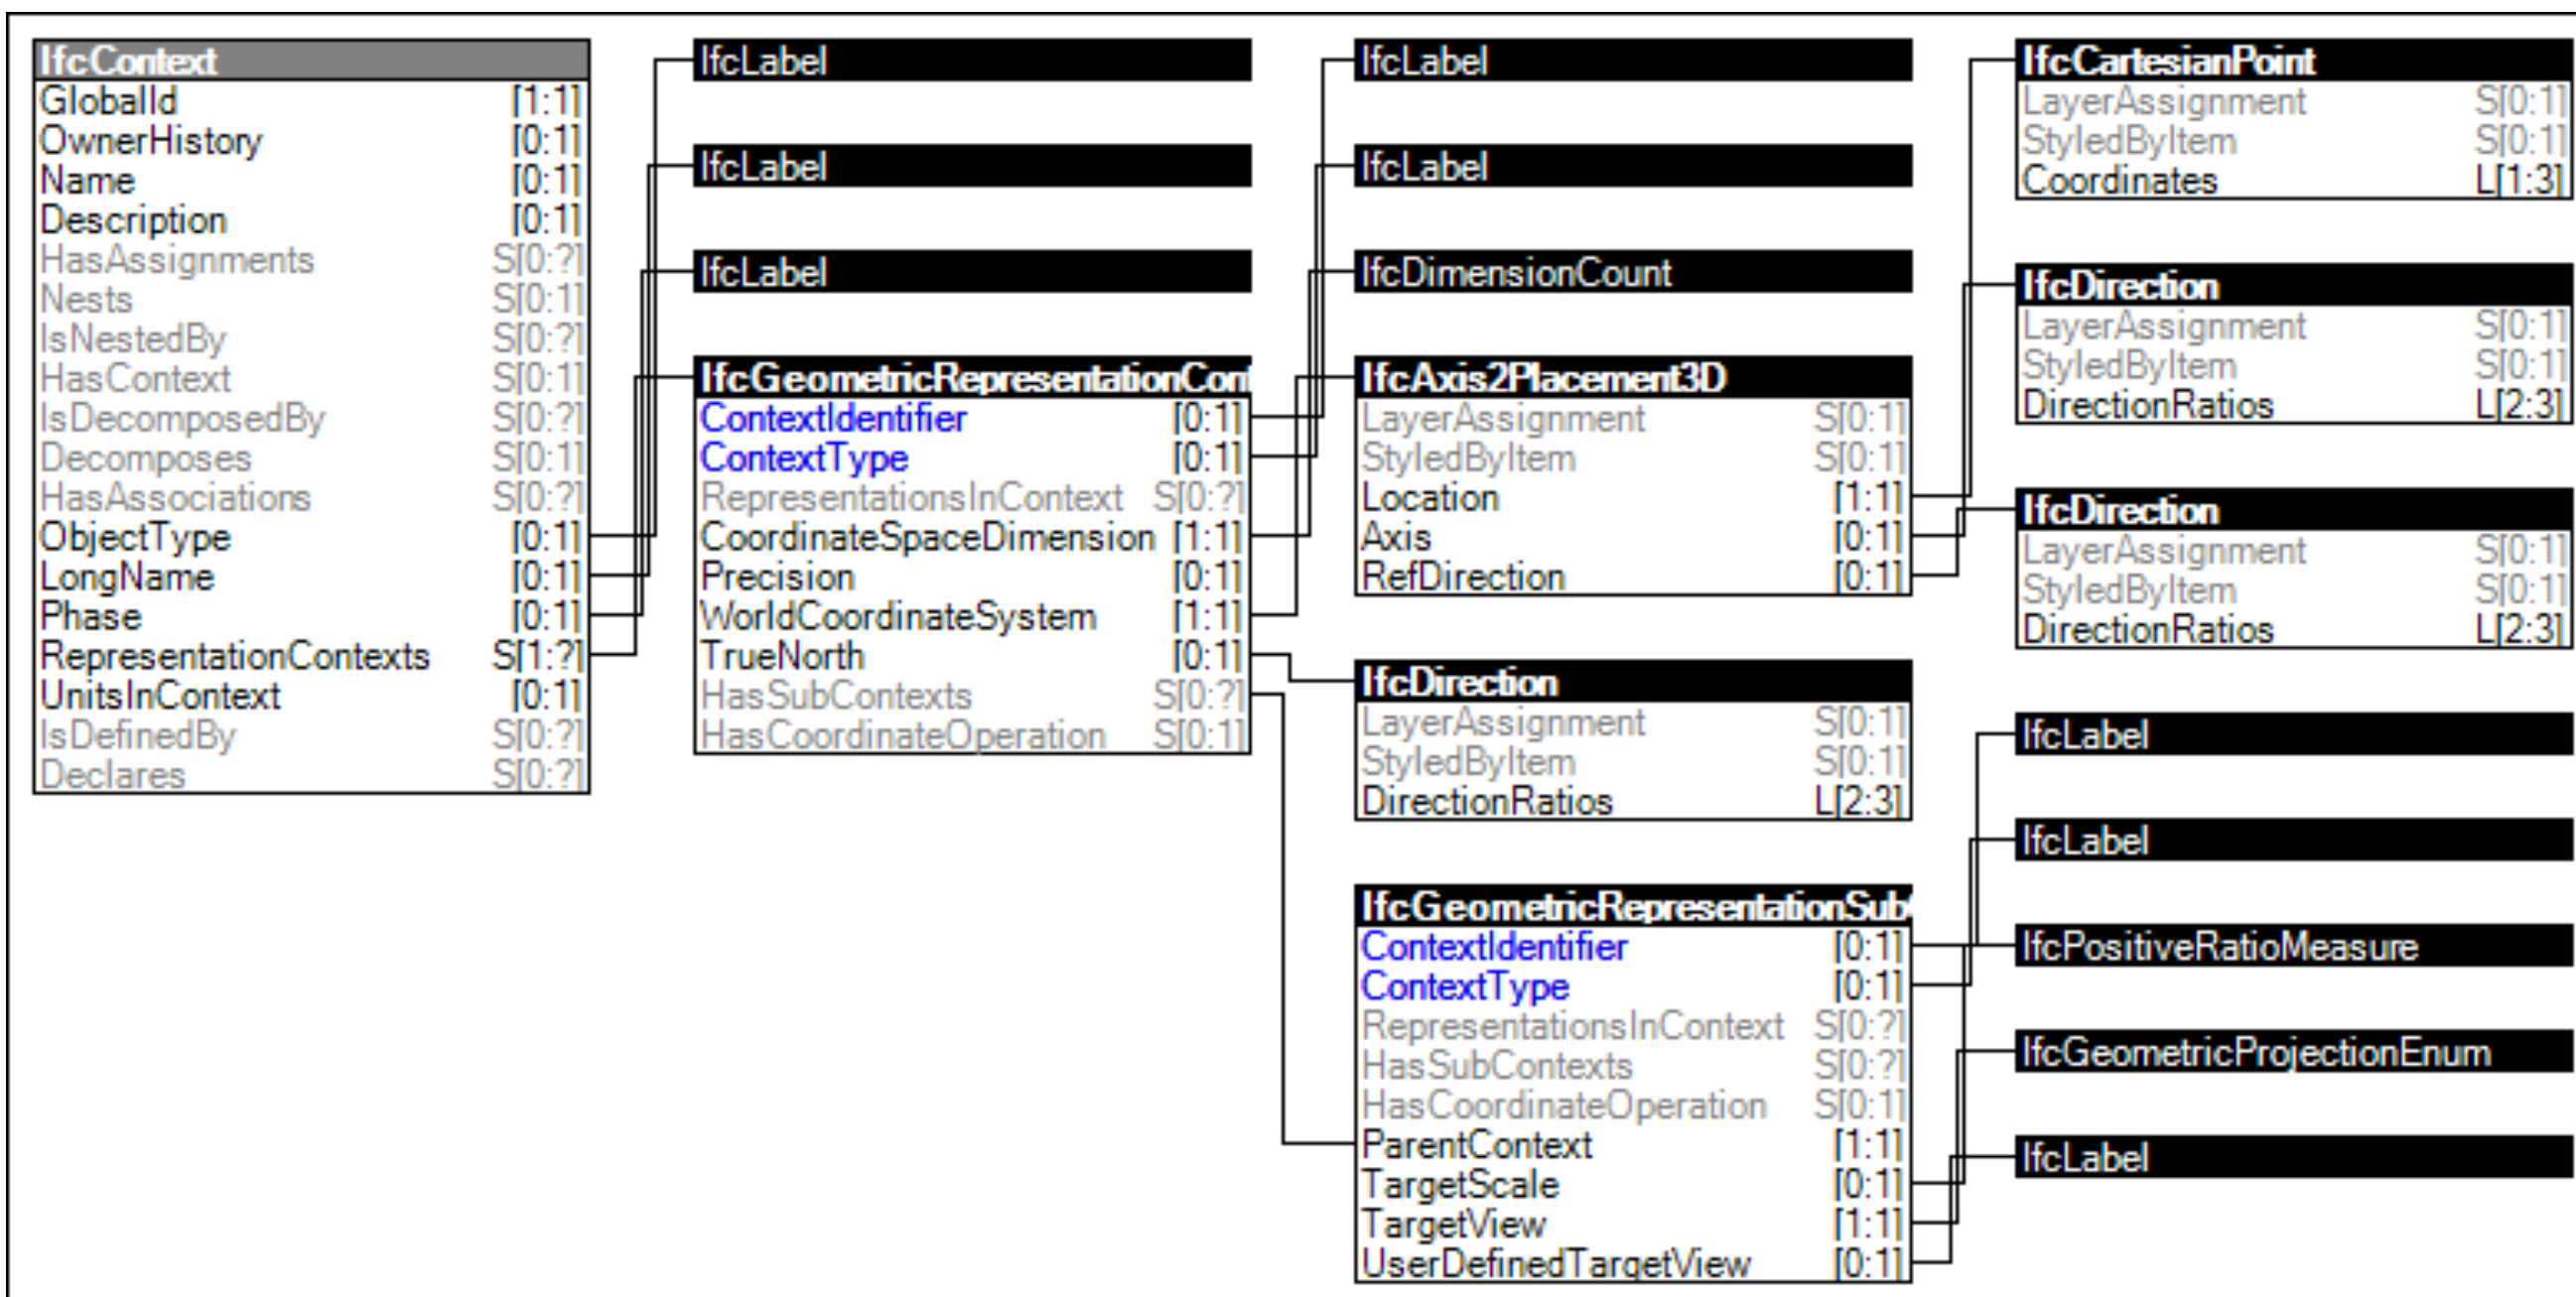 IfcContext
GlobalId [1:1]
OwnerHistory [0:1]
Name [0:1]
Description [0:1]
HasAssignments S[0:?]
Nests S[0:1]
IsNestedBy S[0:?]
HasContext S[0:1]
IsDecomposedBy S[0:?]
Decomposes S[0:1]
HasAssociations S[0:?]
ObjectType [0:1]
LongName [0:1]
Phase [0:1]
RepresentationContexts S[1:?]
UnitsInContext [0:1]
IsDefinedBy S[0:?]
Declares S[0:?]
IfcLabel
IfcLabel
IfcLabel
IfcGeometricRepresentationCont
ContextIdentifier [0:1]
ContextType [0:1]
RepresentationsInContext S[0:?]
CoordinateSpaceDimension [1:1]
Precision [0:1]
WorldCoordinateSystem [1:1]
TrueNorth [0:1]
HasSubContexts S[0:?]
HasCoordinateOperation S[0:1]
IfcLabel
IfcLabel
IfcDimensionCount
IfcAxis2Placement3D
LayerAssignment S[0:1]
StyledByItem S[0:1]
Location [1:1]
Axis [0:1]
RefDirection [0:1]
IfcDirection
LayerAssignment S[0:1]
StyledByItem S[0:1]
DirectionRatios L[2:3]
IfcGeometricRepresentationSub
ContextIdentifier [0:1]
ContextType [0:1]
RepresentationsInContext S[0:?]
HasSubContexts S[0:?]
HasCoordinateOperation S[0:1]
ParentContext [1:1]
TargetScale [0:1]
TargetView [1:1]
UserDefinedTargetView [0:1]
IfcCartesianPoint
LayerAssignment S[0:1]
StyledByItem S[0:1]
Coordinates L[1:3]
IfcDirection
LayerAssignment S[0:1]
StyledByItem S[0:1]
DirectionRatios L[2:3]
IfcDirection
LayerAssignment S[0:1]
StyledByItem S[0:1]
DirectionRatios L[2:3]
IfcLabel
IfcLabel
IfcPositiveRatioMeasure
IfcGeometricProjectionEnum
IfcLabel